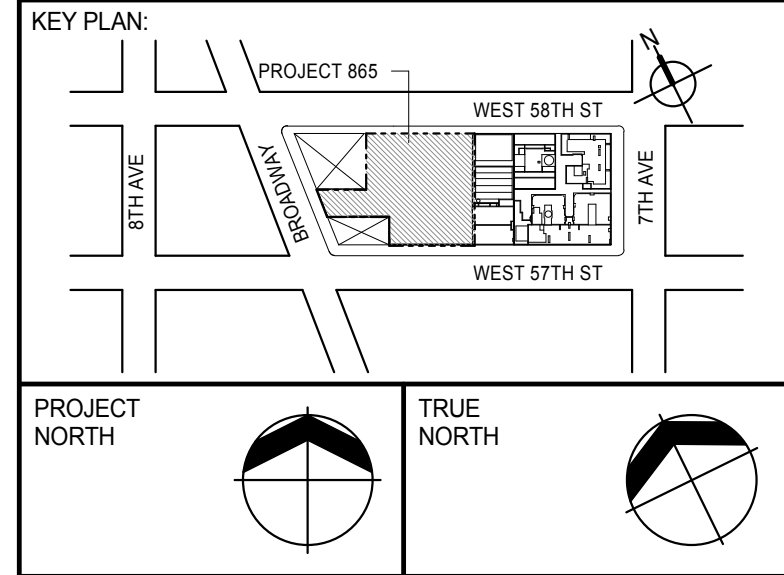 KEY PLAN:
N
PROJECT 865
WEST 58TH ST
8TH AVE
BROADWAY
7TH AVE
WEST 57TH ST
PROJECT
NORTH
TRUE
NORTH